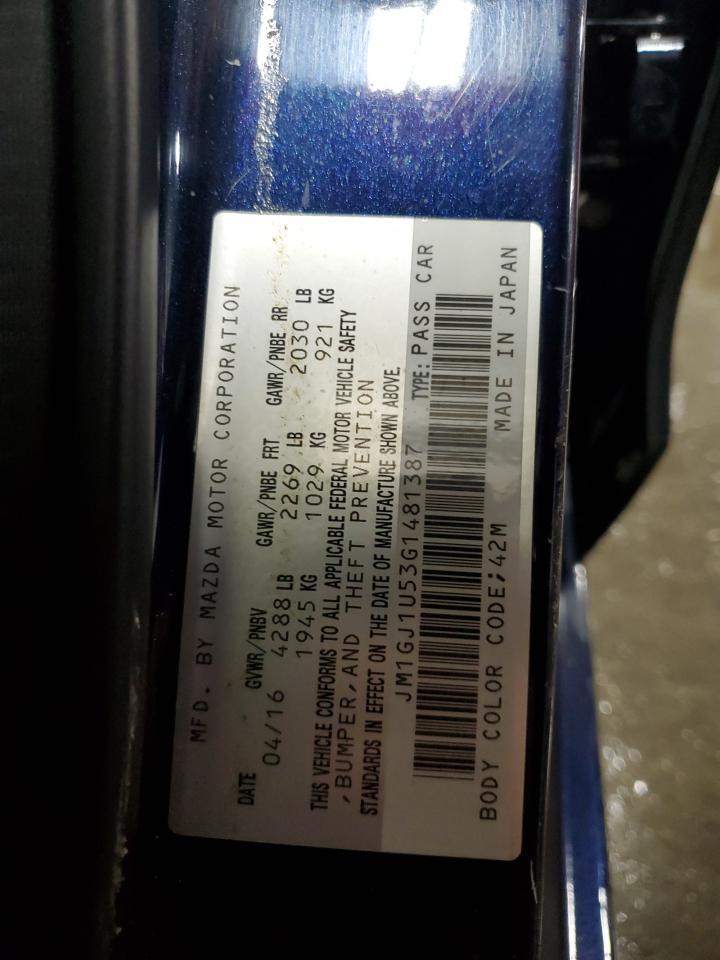 MFD. BY MAZDA MOTOR CORPORATION
DATE GVWR/PNBV GAWR/PNBE FRT GAWR/PNBE RR
04/16 4288 LB 2269 LB 2030 LB
1945 KG 1029 KG 921 KG
THIS VEHICLE CONFORMS TO ALL APPLICABLE FEDERAL MOTOR VEHICLE SAFETY
,BUMPER,AND THEFT PREVENTION
STANDARDS IN EFFECT ON THE DATE OF MANUFACTURE SHOWN ABOVE.
JM1GJ1U53G1481387 TYPE: PASS CAR
BODY COLOR CODE;42M MADE IN JAPAN